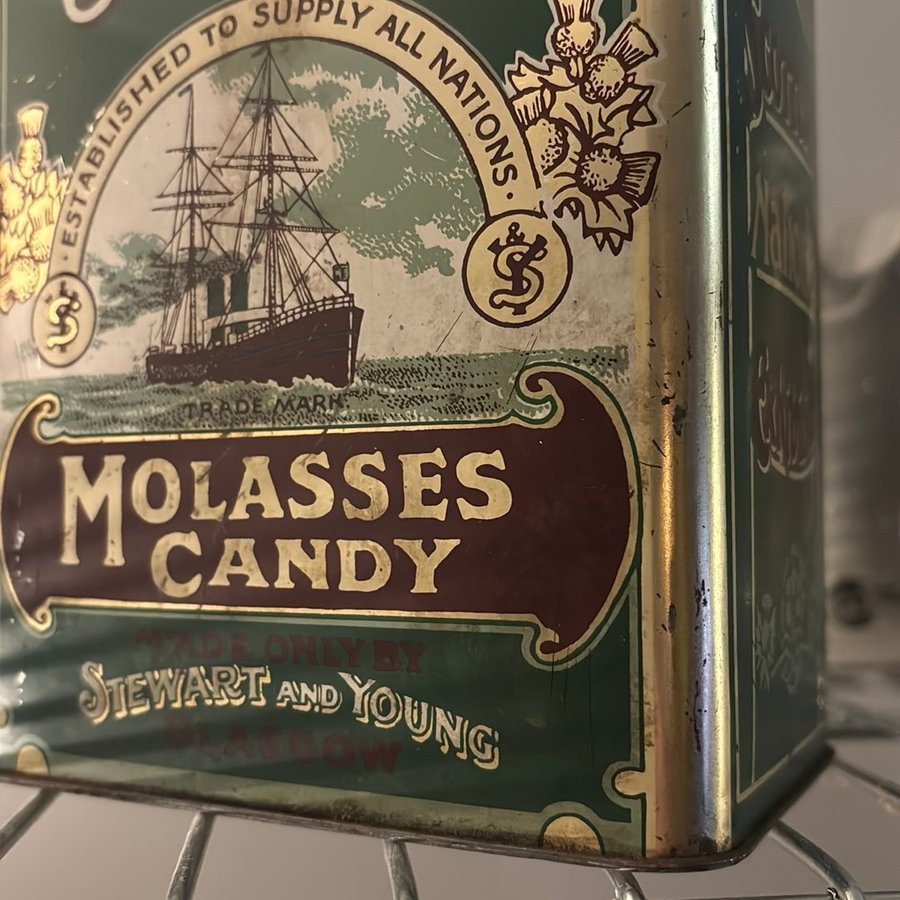 · ESTABLISHED TO SUPPLY ALL NATIONS ·
S&Y
S&Y
TRADE MARK
MOLASSES
CANDY
MADE ONLY BY
STEWART AND YOUNG
GLASGOW